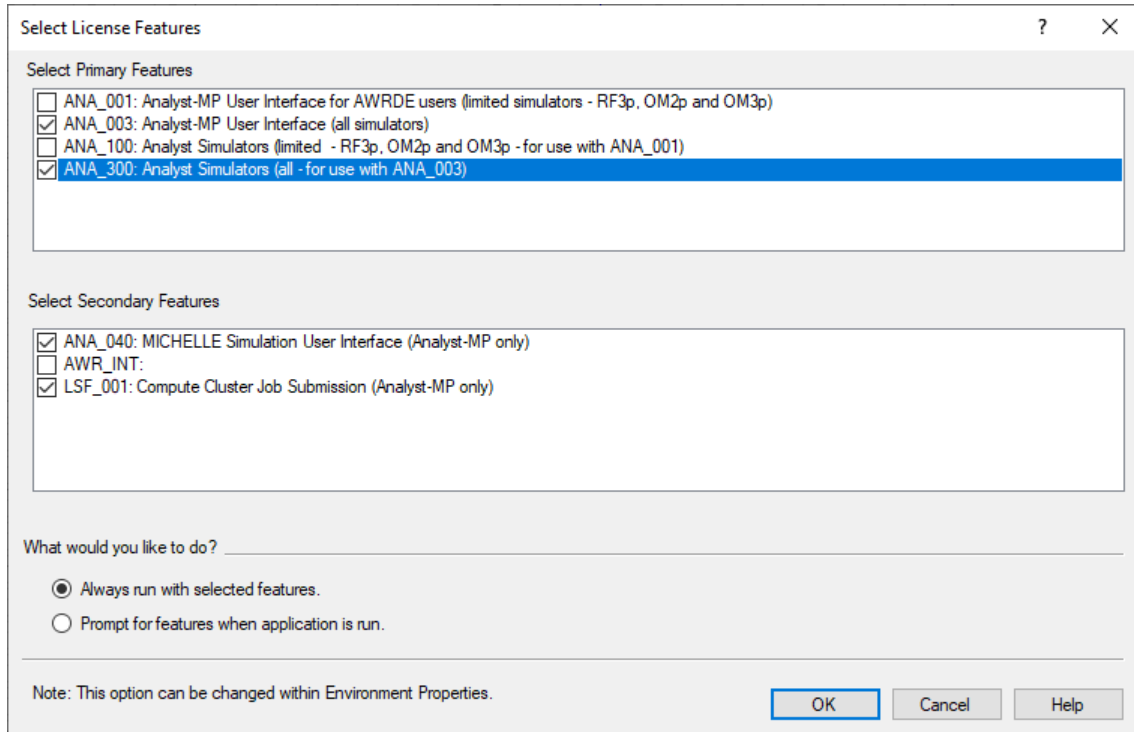 Select License Features
?
Select Primary Features
ANA_001: Analyst-MP User Interface for AWRDE users (limited simulators - RF3p, OM2p and OM3p)
ANA_003: Analyst-MP User Interface (all simulators)
ANA_100: Analyst Simulators (limited - RF3p, OM2p and OM3p - for use with ANA_001)
ANA_300: Analyst Simulators (all - for use with ANA_003)
Select Secondary Features
ANA_040: MICHELLE Simulation User Interface (Analyst-MP only)
AWR_INT:
LSF_001: Compute Cluster Job Submission (Analyst-MP only)
What would you like to do?
Always run with selected features.
Prompt for features when application is run.
Note: This option can be changed within Environment Properties.
OK Cancel Help